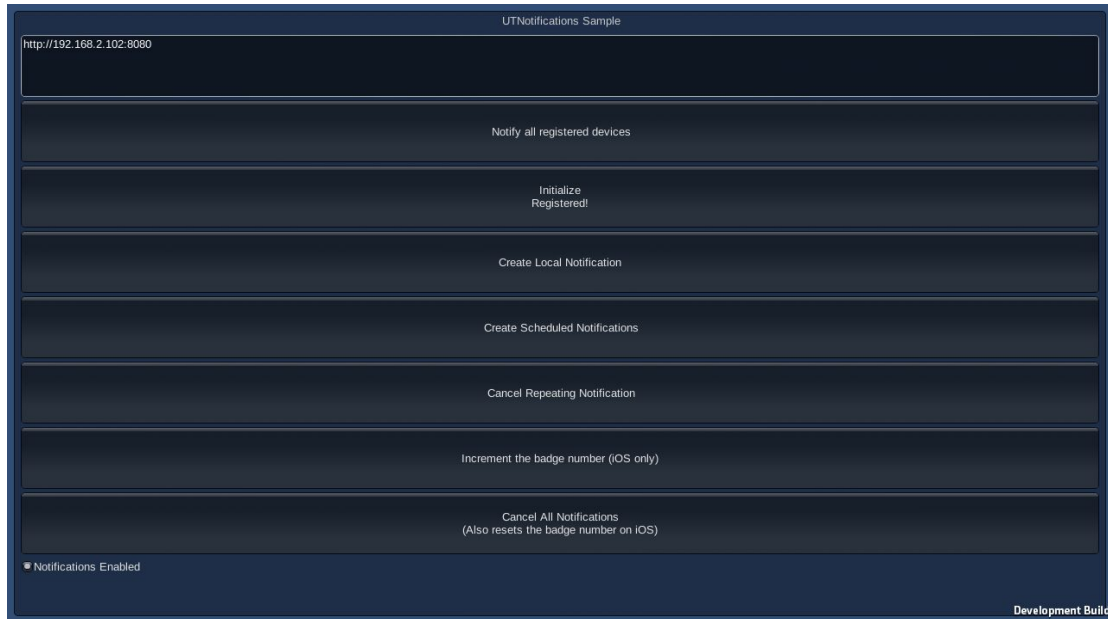 UTNotifications Sample
http://192.168.2.102:8080
Notify all registered devices
Initialize
Registered!
Create Local Notification
Create Scheduled Notifications
Cancel Repeating Notification
Increment the badge number (iOS only)
Cancel All Notifications
(Also resets the badge number on iOS)
Notifications Enabled
Development Build